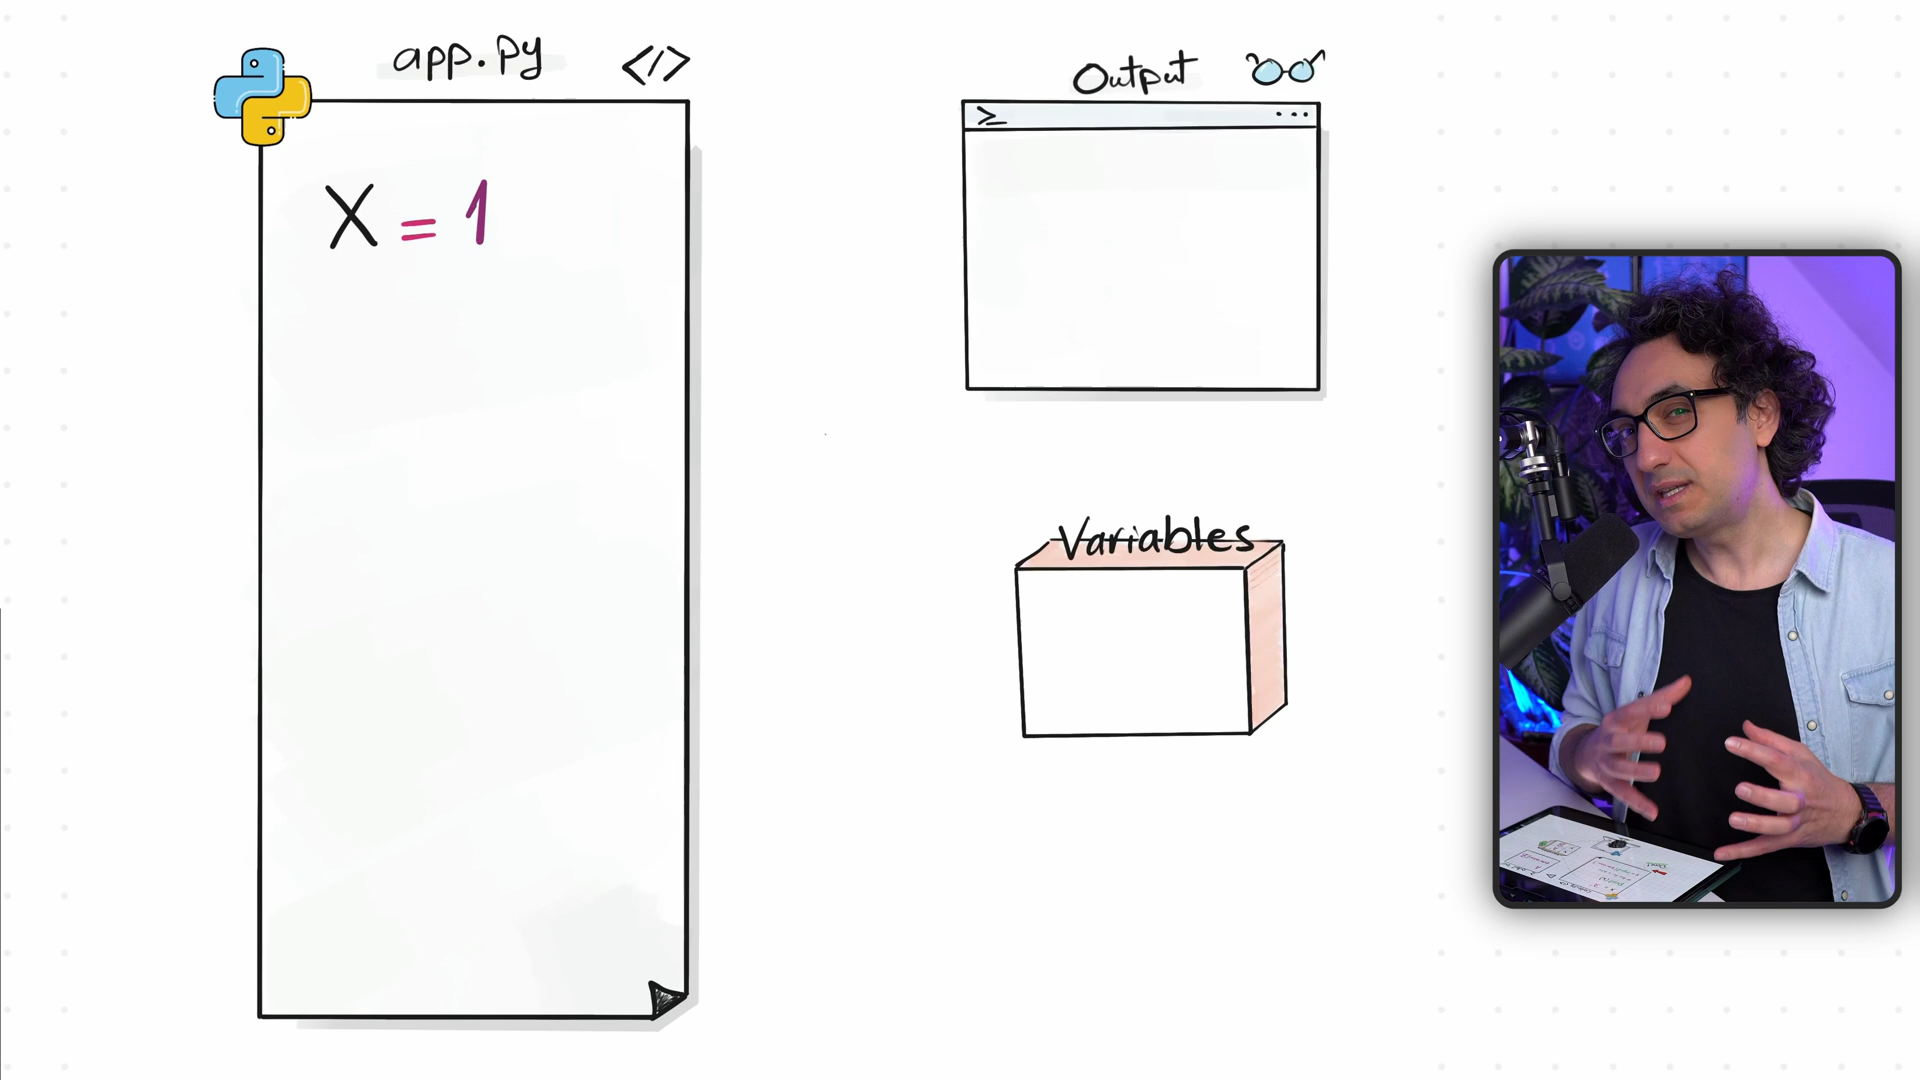 app.py </>
X = 1
Output
>_ ...
Variables